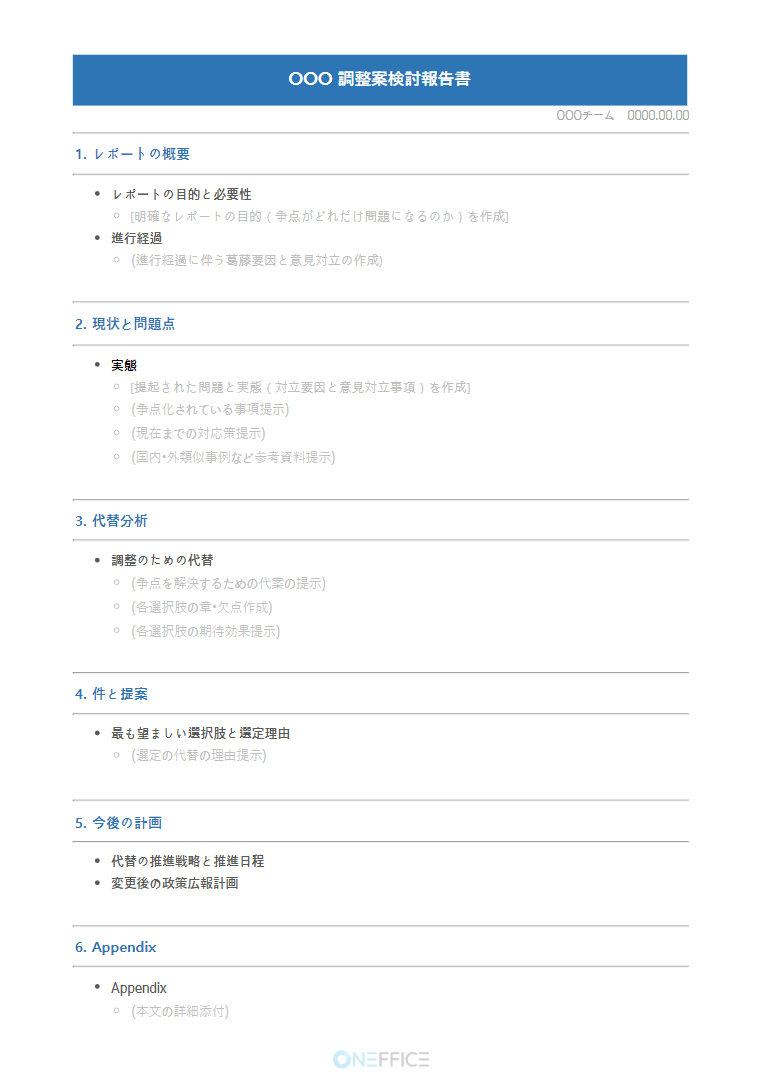 OOO 調整案検討報告書
OOOチーム 0000.00.00
1. レポートの概要
• レポートの目的と必要性
○ [明確なレポートの目的 ( 争点がどれだけ問題になるのか ) を作成]
• 進行経過
○ (進行経過に伴う葛藤要因と意見対立の作成)
2. 現状と問題点
• 実態
○ [提起された問題と実態 ( 対立要因と意見対立事項 ) を作成]
○ (争点化されている事項提示)
○ (現在までの対応策提示)
○ (国内•外類似事例など参考資料提示)
3. 代替分析
• 調整のための代替
○ (争点を解決するための代案の提示)
○ (各選択肢の章•欠点作成)
○ (各選択肢の期待効果提示)
4. 件と提案
• 最も望ましい選択肢と選定理由
○ (選定の代替の理由提示)
5. 今後の計画
• 代替の推進戦略と推進日程
• 変更後の政策広報計画
6. Appendix
• Appendix
○ (本文の詳細添付)
ONEFFICE